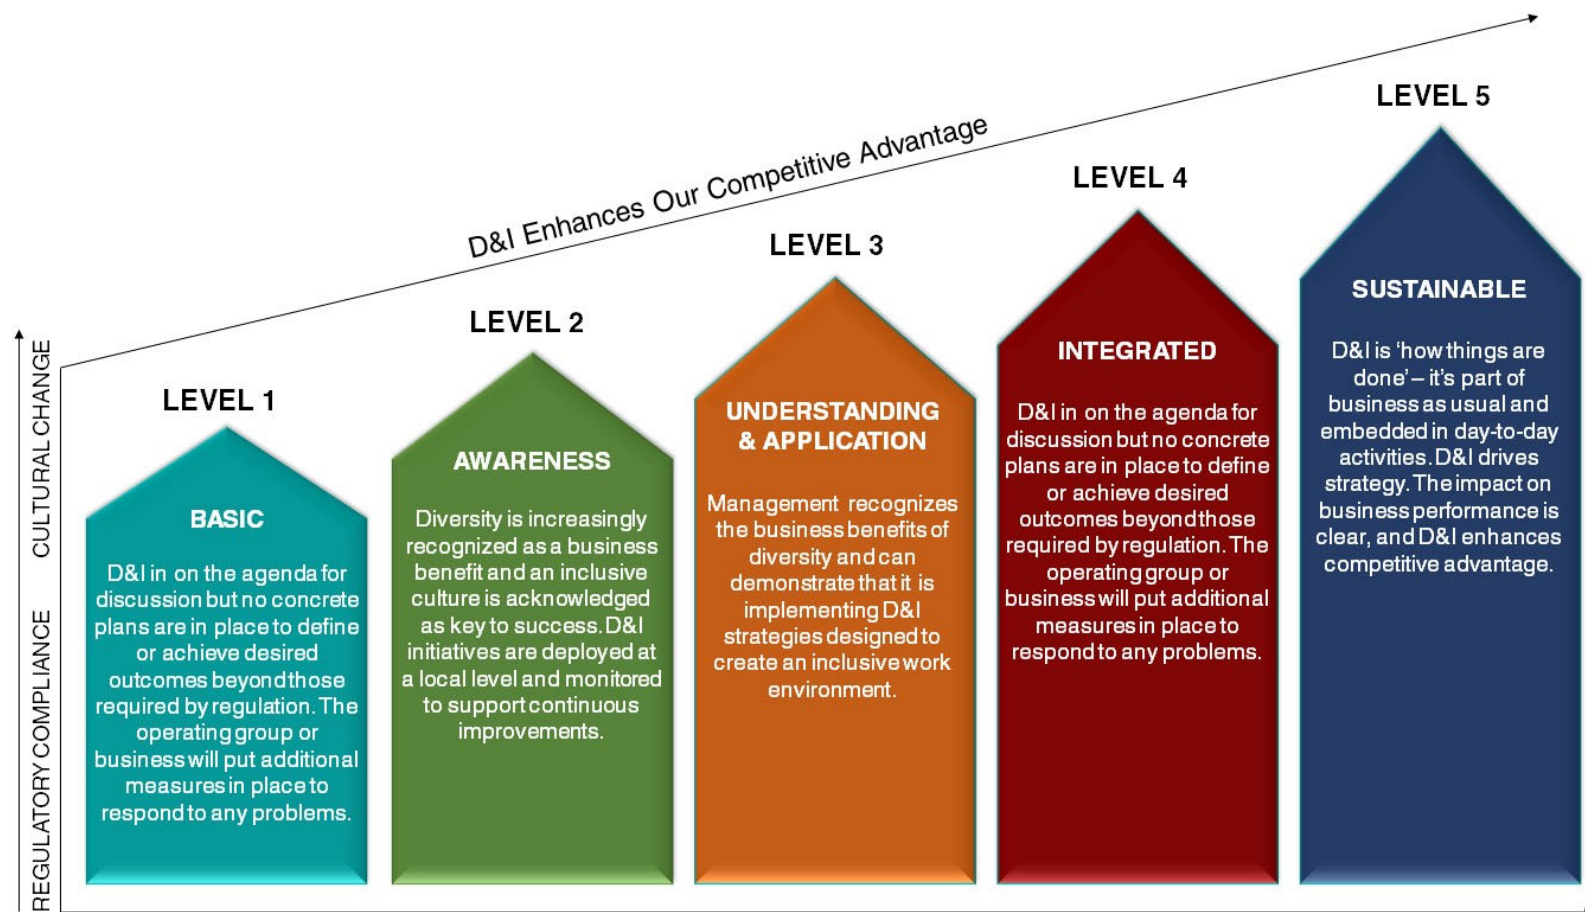 D&I Enhances Our Competitive Advantage
CULTURAL CHANGE
REGULATORY COMPLIANCE
LEVEL 1
BASIC
D&I in on the agenda for
discussion but no concrete
plans are in place to define
or achieve desired
outcomes beyond those
required by regulation. The
operating group or
business will put additional
measures in place to
respond to any problems.
LEVEL 2
AWARENESS
Diversity is increasingly
recognized as a business
benefit and an inclusive
culture is acknowledged
as key to success. D&I
initiatives are deployed at
a local level and monitored
to support continuous
improvements.
LEVEL 3
UNDERSTANDING
& APPLICATION
Management recognizes
the business benefits of
diversity and can
demonstrate that it is
implementing D&I
strategies designed to
create an inclusive work
environment.
LEVEL 4
INTEGRATED
D&I in on the agenda for
discussion but no concrete
plans are in place to define
or achieve desired
outcomes beyond those
required by regulation. The
operating group or
business will put additional
measures in place to
respond to any problems.
LEVEL 5
SUSTAINABLE
D&I is ‘how things are
done’ – it’s part of
business as usual and
embedded in day-to-day
activities. D&I drives
strategy. The impact on
business performance is
clear, and D&I enhances
competitive advantage.